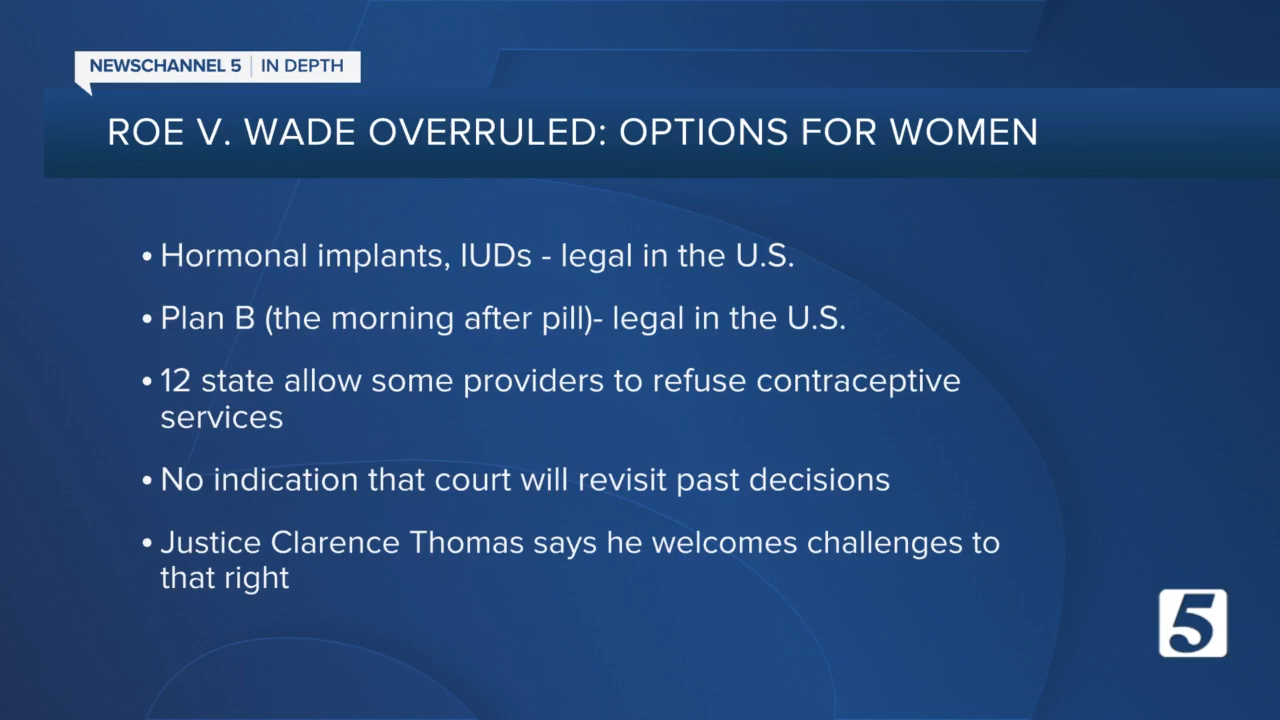 NEWSCHANNEL 5 | IN DEPTH
ROE V. WADE OVERRULED: OPTIONS FOR WOMEN
• Hormonal implants, IUDs - legal in the U.S.
• Plan B (the morning after pill)- legal in the U.S.
• 12 state allow some providers to refuse contraceptive
services
• No indication that court will revisit past decisions
• Justice Clarence Thomas says he welcomes challenges to
that right
5